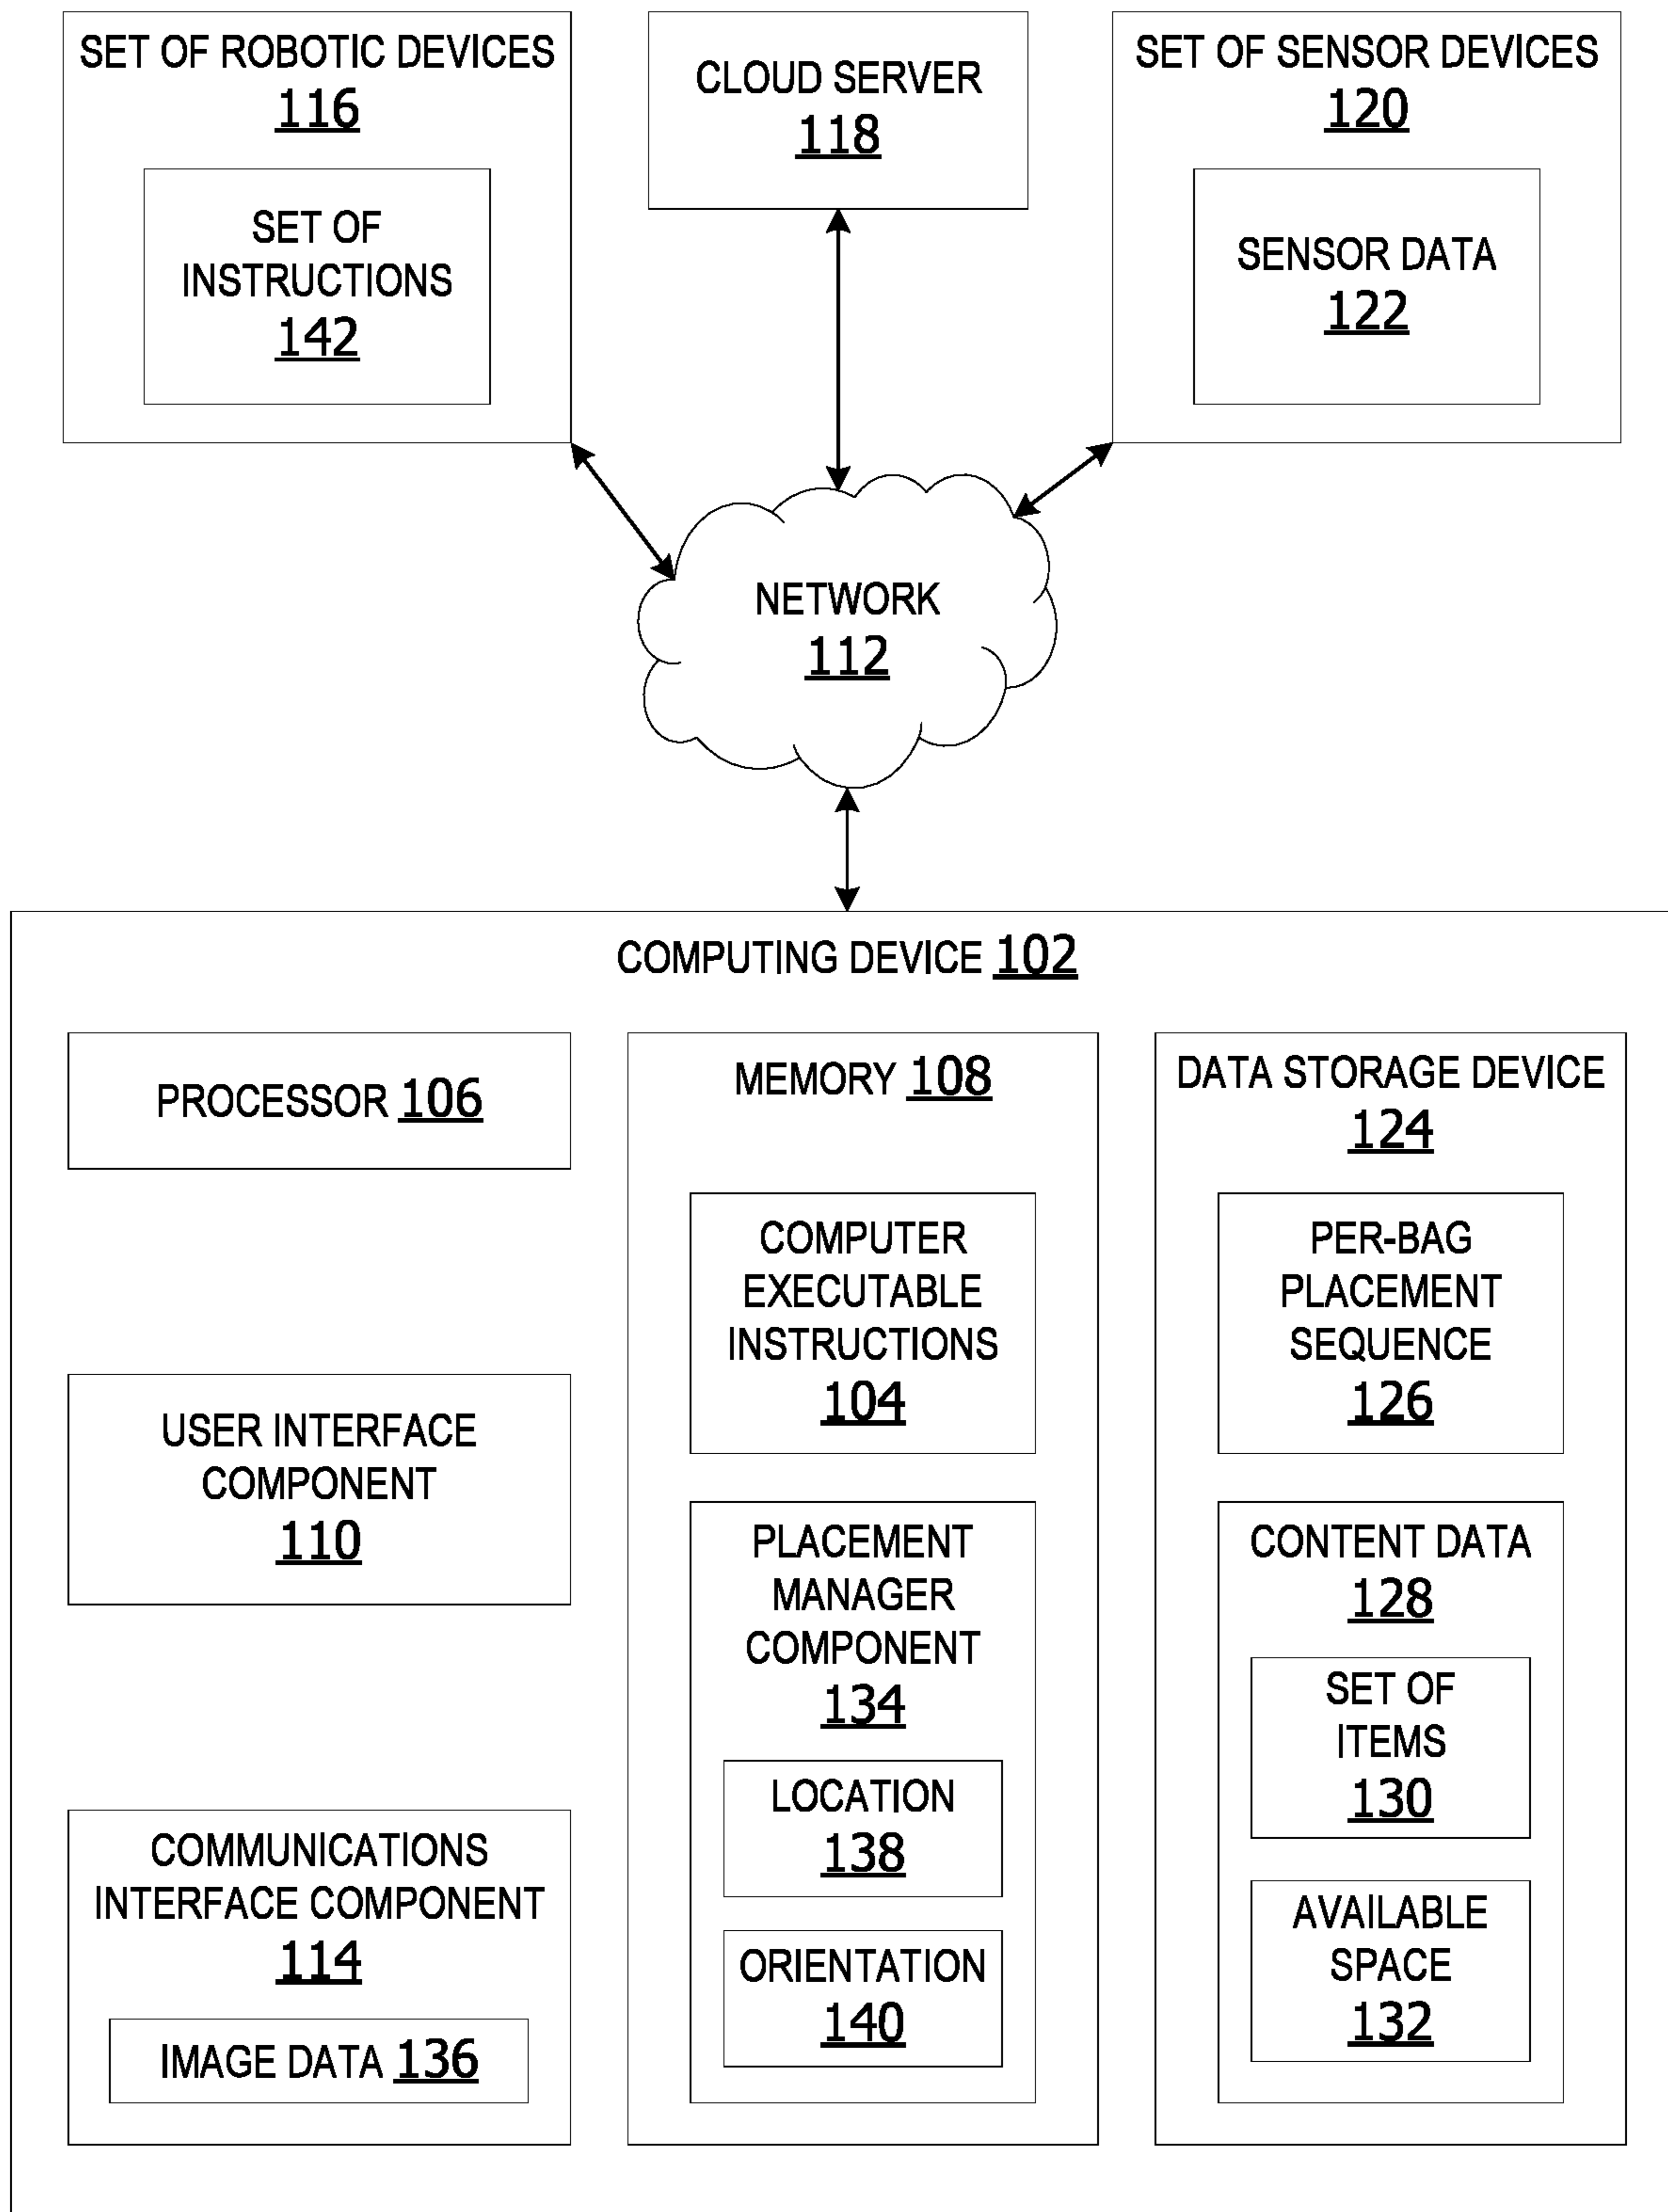 SET OF ROBOTIC DEVICES
116
SET OF
INSTRUCTIONS
142
CLOUD SERVER
118
SET OF SENSOR DEVICES
120
SENSOR DATA
122
NETWORK
112
COMPUTING DEVICE 102
PROCESSOR 106
USER INTERFACE
COMPONENT
110
COMMUNICATIONS
INTERFACE COMPONENT
114
IMAGE DATA 136
MEMORY 108
COMPUTER
EXECUTABLE
INSTRUCTIONS
104
PLACEMENT
MANAGER
COMPONENT
134
LOCATION
138
ORIENTATION
140
DATA STORAGE DEVICE
124
PER-BAG
PLACEMENT
SEQUENCE
126
CONTENT DATA
128
SET OF
ITEMS
130
AVAILABLE
SPACE
132